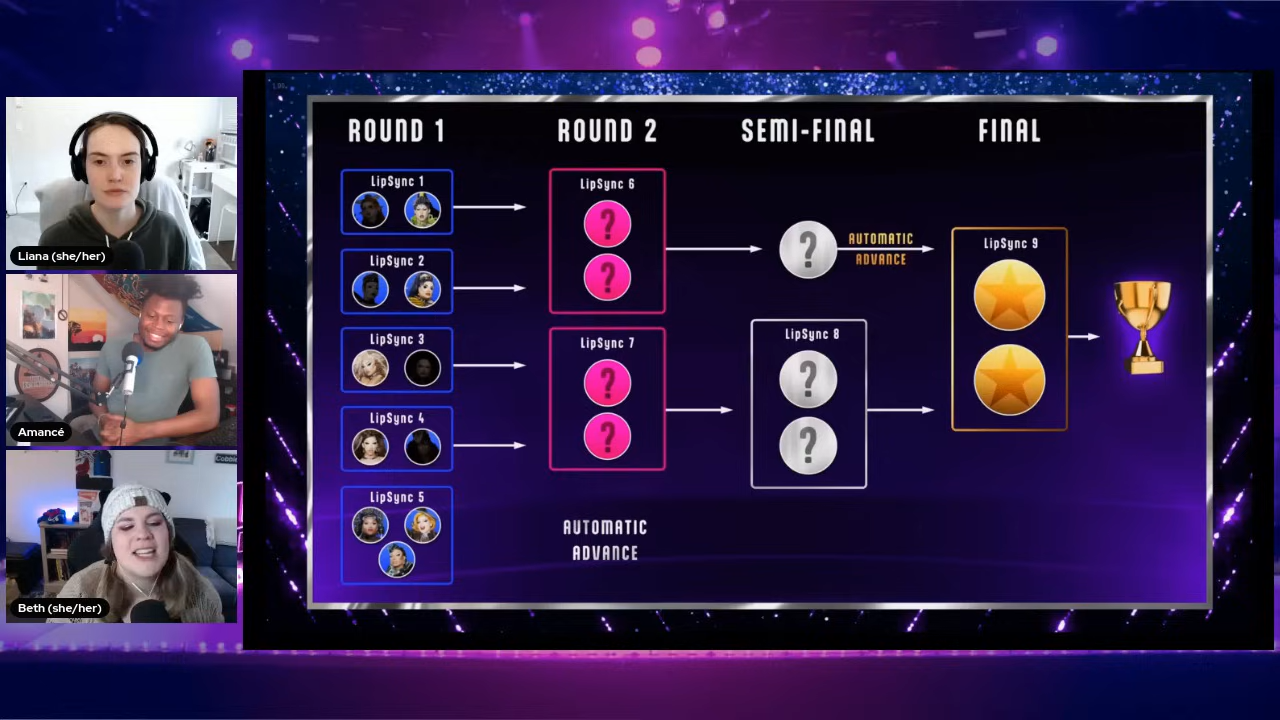 ROUND 1
ROUND 2
SEMI-FINAL
FINAL
LipSync 1
LipSync 2
LipSync 3
LipSync 4
LipSync 5
LipSync 6
?
?
LipSync 7
?
?
AUTOMATIC
ADVANCE
?
AUTOMATIC
ADVANCE
LipSync 8
?
?
LipSync 9
Liana (she/her)
Amancé
Beth (she/her)